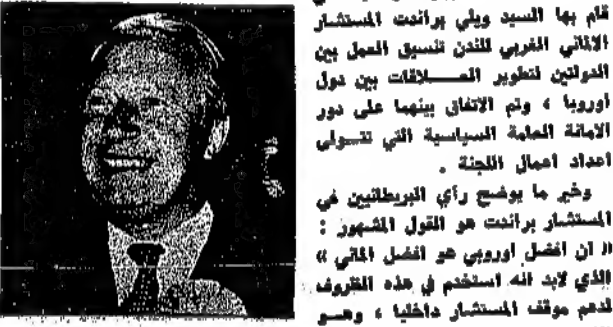 قام بها السيد ويلي براندت المستشار
الالماني الغربي للندن تنسيق العمل بين
الدولتين لتطوير العـــلاقات بين دول
اوروبا ، وتم الاتفاق بينهما على دور
الامانة العامة السياسية التي تتـولى
اعداد اعمال اللجنة .
وخير ما يوضح رأي البريطانيين في
المستشار براندت هو القول المشهور :
« ان افضل اوروبي هو افضل الماني »
الذي لابد انه استخدم في هذه الظروف
لدعم موقف المستشار داخليا ، وهــو